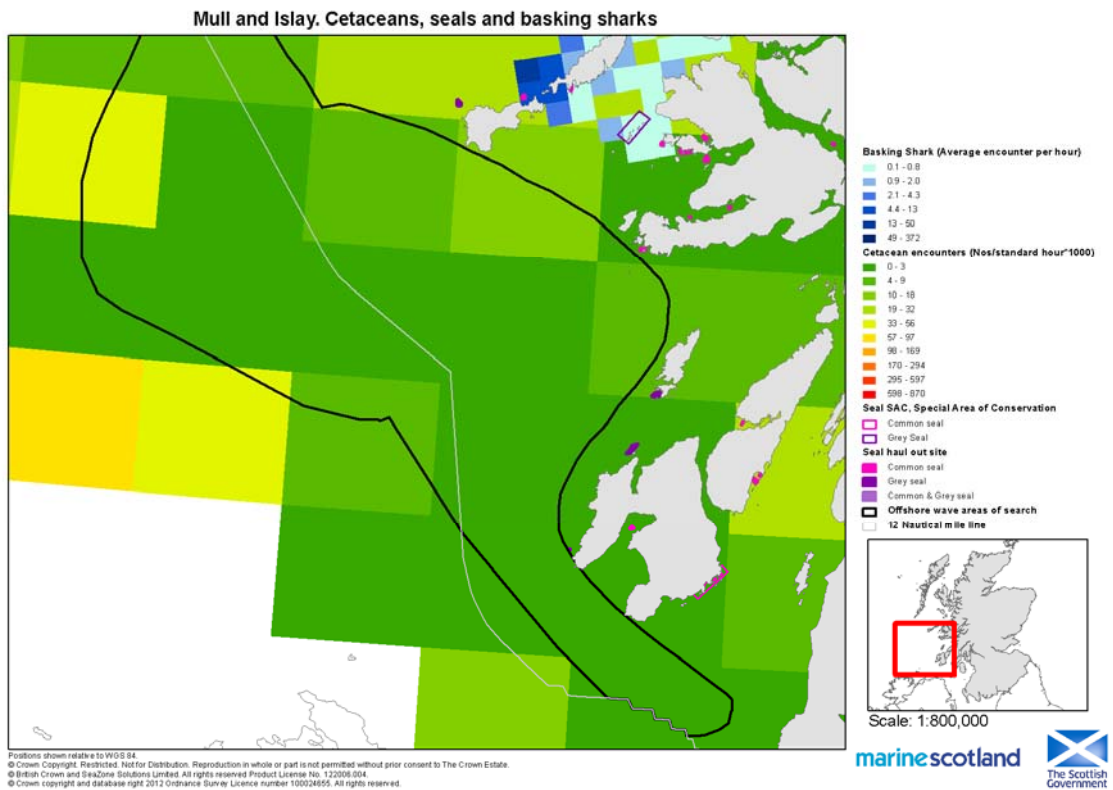 Mull and Islay. Cetaceans, seals and basking sharks
Basking Shark (Average encounter per hour)
0.1 - 0.8
0.9 - 2.0
2.1 - 4.3
4.4 - 13
13 - 50
49 - 372
Cetacean encounters (Nos/standard hour*1000)
0 - 3
4 - 9
10 - 18
19 - 32
33 - 56
57 - 97
98 - 169
170 - 294
295 - 597
598 - 870
Seal SAC, Special Area of Conservation
Common seal
Grey Seal
Seal haul out site
Common seal
Grey seal
Common & Grey seal
Offshore wave areas of search
12 Nautical mile line
Scale: 1:800,000
marinescotland
The Scottish
Government
Positions shown relative to WGS 84.
© Crown Copyright. Restricted. Not for Distribution. Reproduction in whole or part is not permitted without prior consent to The Crown Estate.
© British Crown and SeaZone Solutions Limited. All rights reserved Product License No. 122006.004.
© Crown copyright and database right 2012 Ordnance Survey Licence number 100024655. All rights reserved.